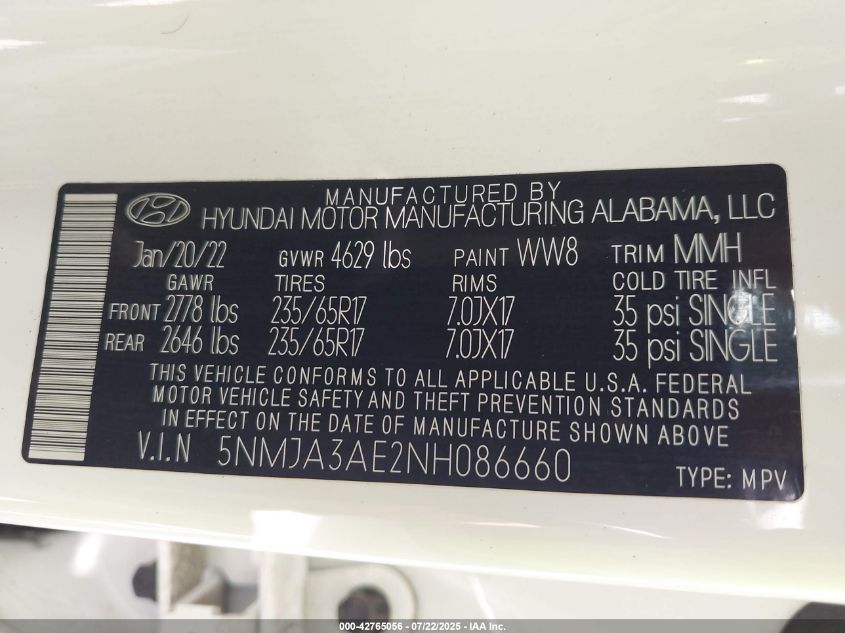 MANUFACTURED BY
HYUNDAI MOTOR MANUFACTURING ALABAMA, LLC
Jan/20/22 GVWR 4629 lbs PAINT WW8 TRIM MMH
GAWR TIRES RIMS COLD TIRE INFL
FRONT 2778 lbs 235/65R17 7.0JX17 35 psi SINGLE
REAR 2646 lbs 235/65R17 7.0JX17 35 psi SINGLE
THIS VEHICLE CONFORMS TO ALL APPLICABLE U.S.A. FEDERAL
MOTOR VEHICLE SAFETY AND THEFT PREVENTION STANDARDS
IN EFFECT ON THE DATE OF MANUFACTURE SHOWN ABOVE
V.I.N 5NMJA3AE2NH086660
TYPE: MPV
000-42765056 - 07/22/2025 - IAA Inc.